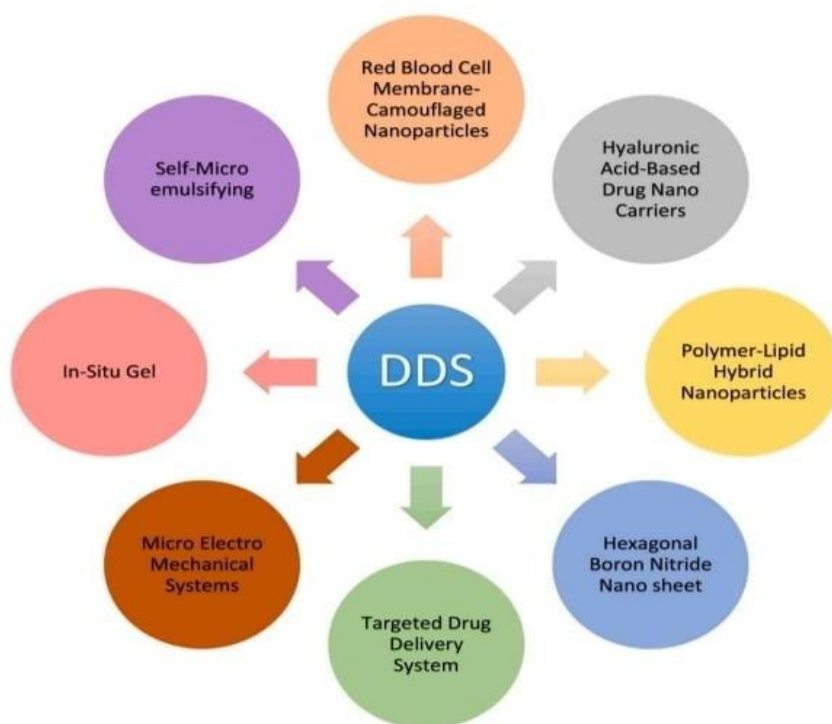 Red Blood Cell
Membrane-
Camouflaged
Nanoparticles
Hyaluronic
Acid-Based
Drug Nano
Carriers
Polymer-Lipid
Hybrid
Nanoparticles
Hexagonal
Boron Nitride
Nano sheet
Targeted Drug
Delivery
System
Micro Electro
Mechanical
Systems
In-Situ Gel
Self-Micro
emulsifying
DDS